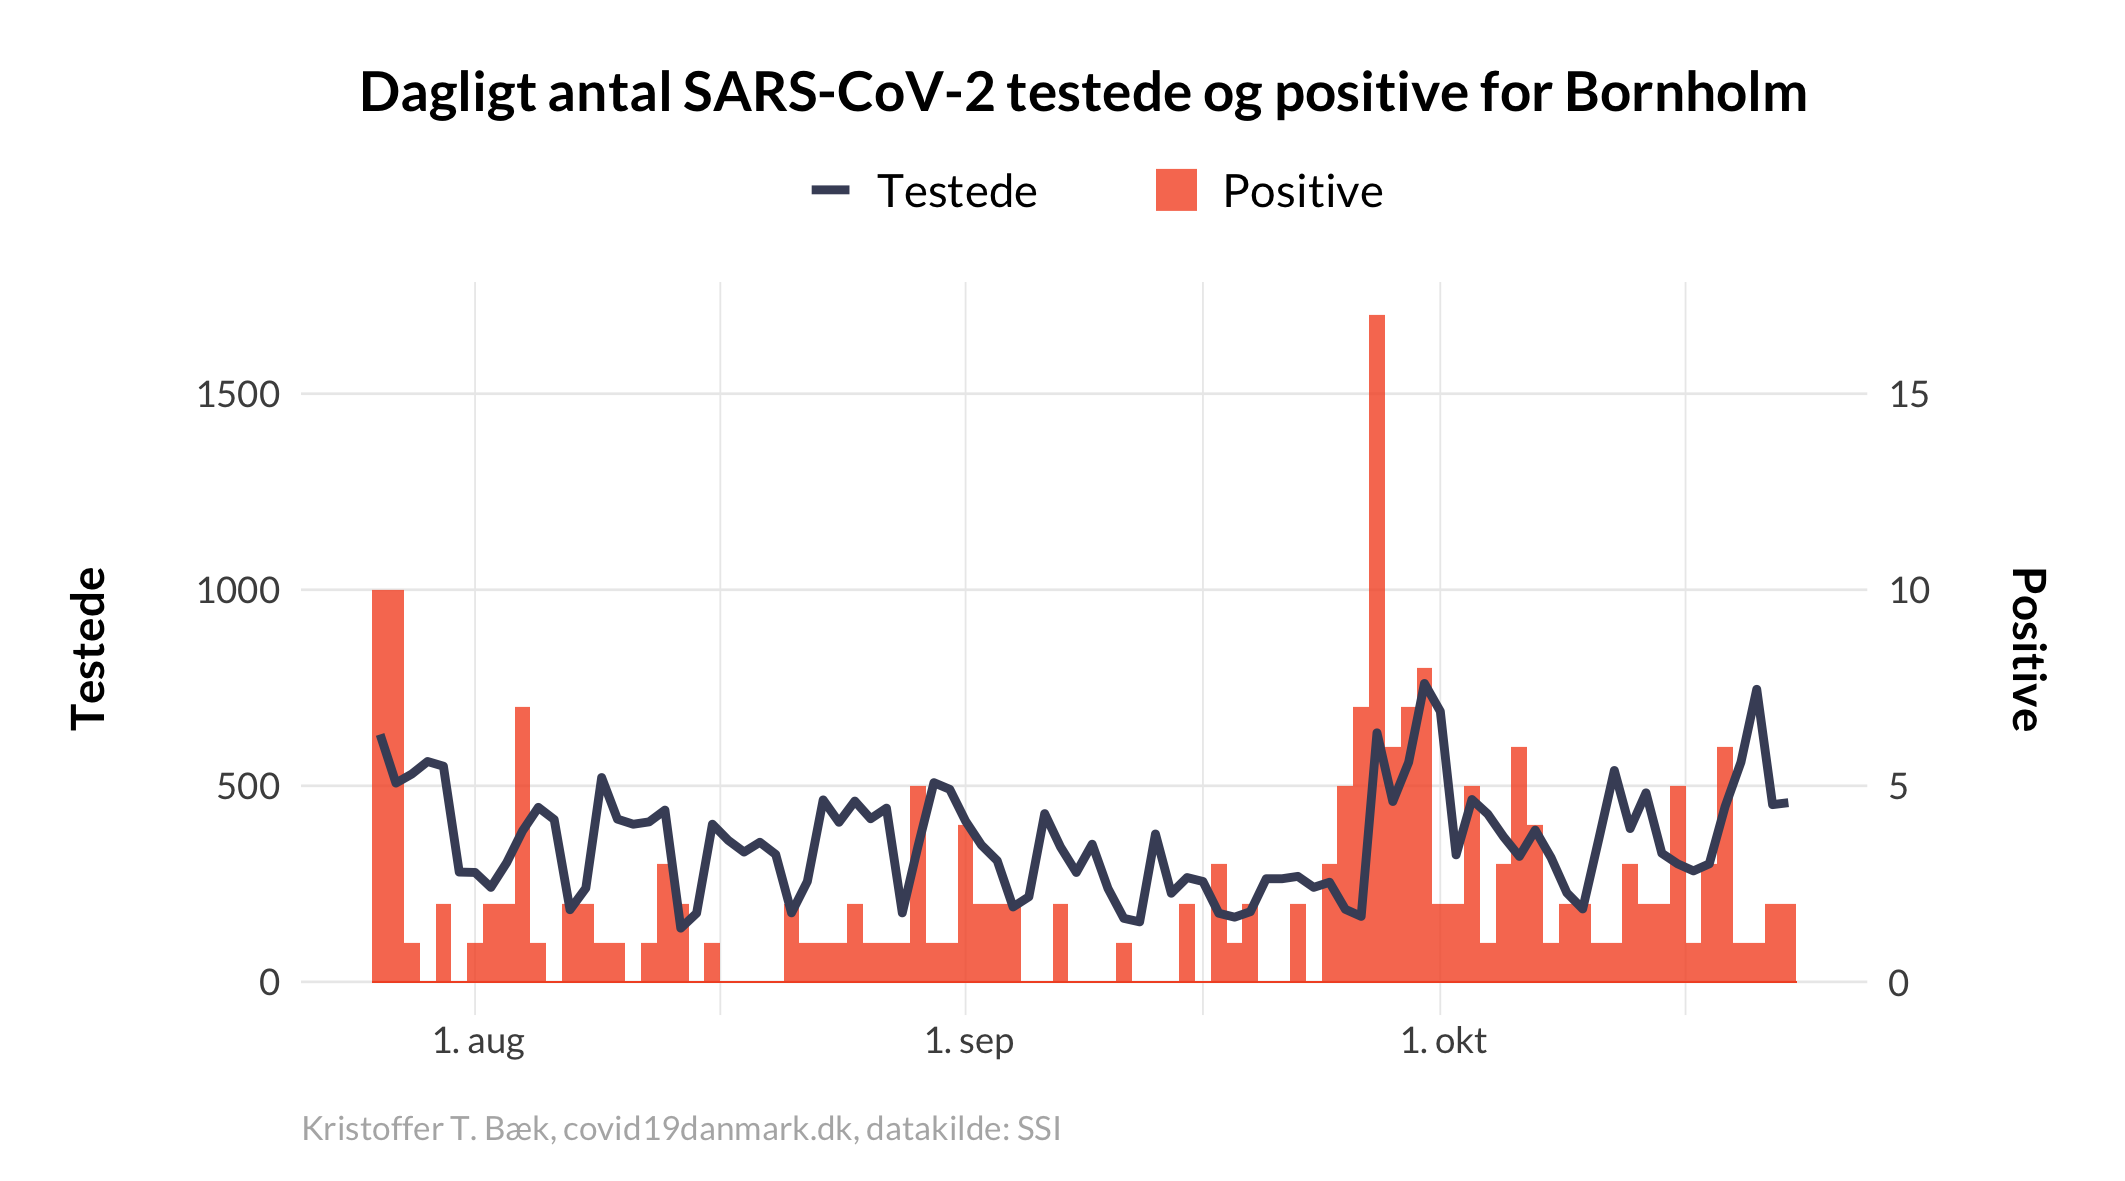 Dagligt antal SARS-CoV-2 testede og positive for Bornholm
Testede Positive
Testede
1500
1000
500
0
15
10
5
0
Positive
1. aug 1. sep 1. okt
Kristoffer T. Bæk, covid19danmark.dk, datakilde: SSI